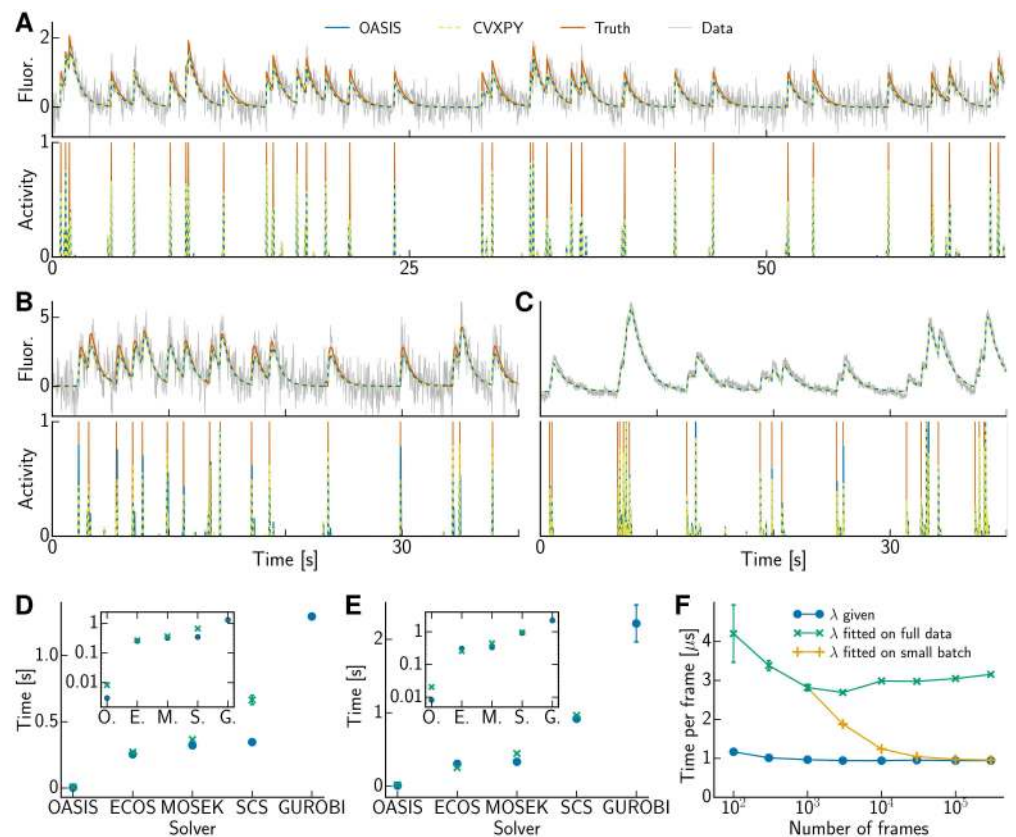 A
OASIS CVXPY Truth Data
Fluor.
2
0
Activity
1
0
0 25 50
B
Fluor.
5
0
Activity
1
0
0 30
Time [s]
C
0 30
Time [s]
D
Time [s]
1.0
0.5
0.0
1
0.1
0.01
0.001
O. E. M. S. G.
OASIS ECOS MOSEK SCS GUROBI
Solver
E
Time [s]
2
1
0
1
0.1
0.01
O. E. M. S. G.
OASIS ECOS MOSEK SCS GUROBI
Solver
F
λ given
λ fitted on full data
λ fitted on small batch
Time per frame [μs]
4
3
2
1
0
10² 10³ 10⁴ 10⁵
Number of frames